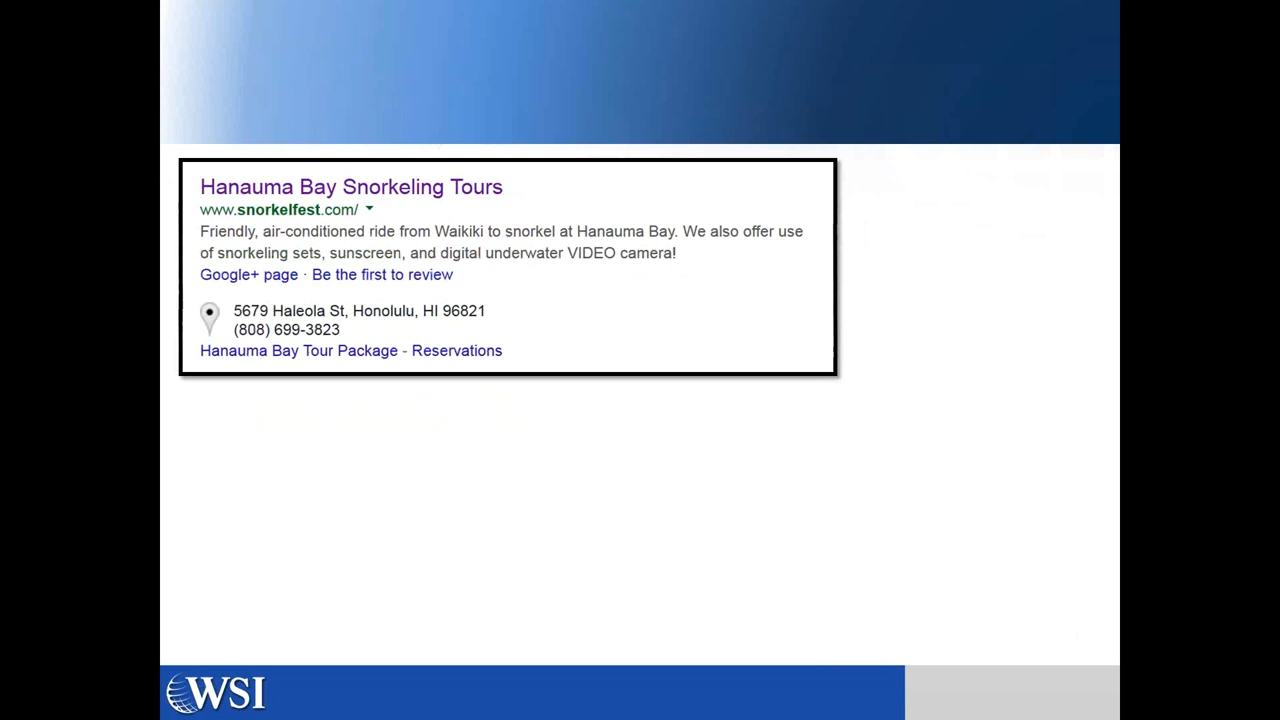 Hanauma Bay Snorkeling Tours
www.snorkelfest.com/
Friendly, air-conditioned ride from Waikiki to snorkel at Hanauma Bay. We also offer use
of snorkeling sets, sunscreen, and digital underwater VIDEO camera!
Google+ page · Be the first to review
5679 Haleola St, Honolulu, HI 96821
(808) 699-3823
Hanauma Bay Tour Package - Reservations
WSI